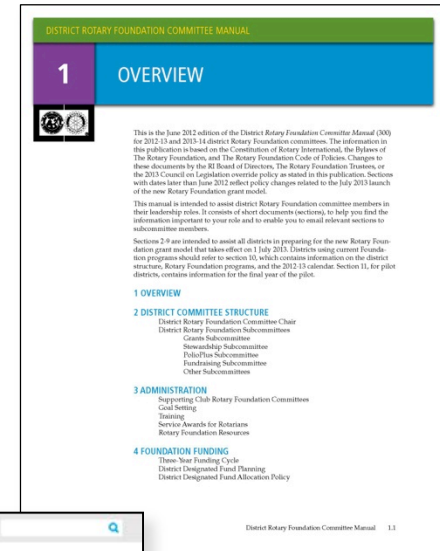 DISTRICT ROTARY FOUNDATION COMMITTEE MANUAL
1
OVERVIEW
This is the June 2012 edition of the District Rotary Foundation Committee Manual (300)
for 2012-13 and 2013-14 district Rotary Foundation committees. The information in
this publication is based on the Constitution of Rotary International, the Bylaws of
The Rotary Foundation, and The Rotary Foundation Code of Policies. Changes to
these documents by the RI Board of Directors, The Rotary Foundation Trustees, or
the 2013 Council on Legislation override policy as stated in this publication. Sections
with dates later than June 2012 reflect policy changes related to the July 2013 launch
of the new Rotary Foundation grant model.
This manual is intended to assist district Rotary Foundation committee members in
their leadership roles. It consists of short documents (sections), to help you find the
information important to your role and to enable you to email relevant sections to
subcommittee members.
Sections 2-9 are intended to assist all districts in preparing for the new Rotary Foun-
dation grant model that takes effect on 1 July 2013. Districts using current Founda-
tion programs should refer to section 10, which contains information on the district
structure, Rotary Foundation programs, and the 2012-13 calendar. Section 11, for pilot
districts, contains information for the final year of the pilot.
1 OVERVIEW
2 DISTRICT COMMITTEE STRUCTURE
District Rotary Foundation Committee Chair
District Rotary Foundation Subcommittees
Grants Subcommittee
Stewardship Subcommittee
PolioPlus Subcommittee
Fundraising Subcommittee
Other Subcommittees
3 ADMINISTRATION
Supporting Club Rotary Foundation Committees
Goal Setting
Training
Service Awards for Rotarians
Rotary Foundation Resources
4 FOUNDATION FUNDING
Three-Year Funding Cycle
District Designated Fund Planning
District Designated Fund Allocation Policy
District Rotary Foundation Committee Manual 1.1